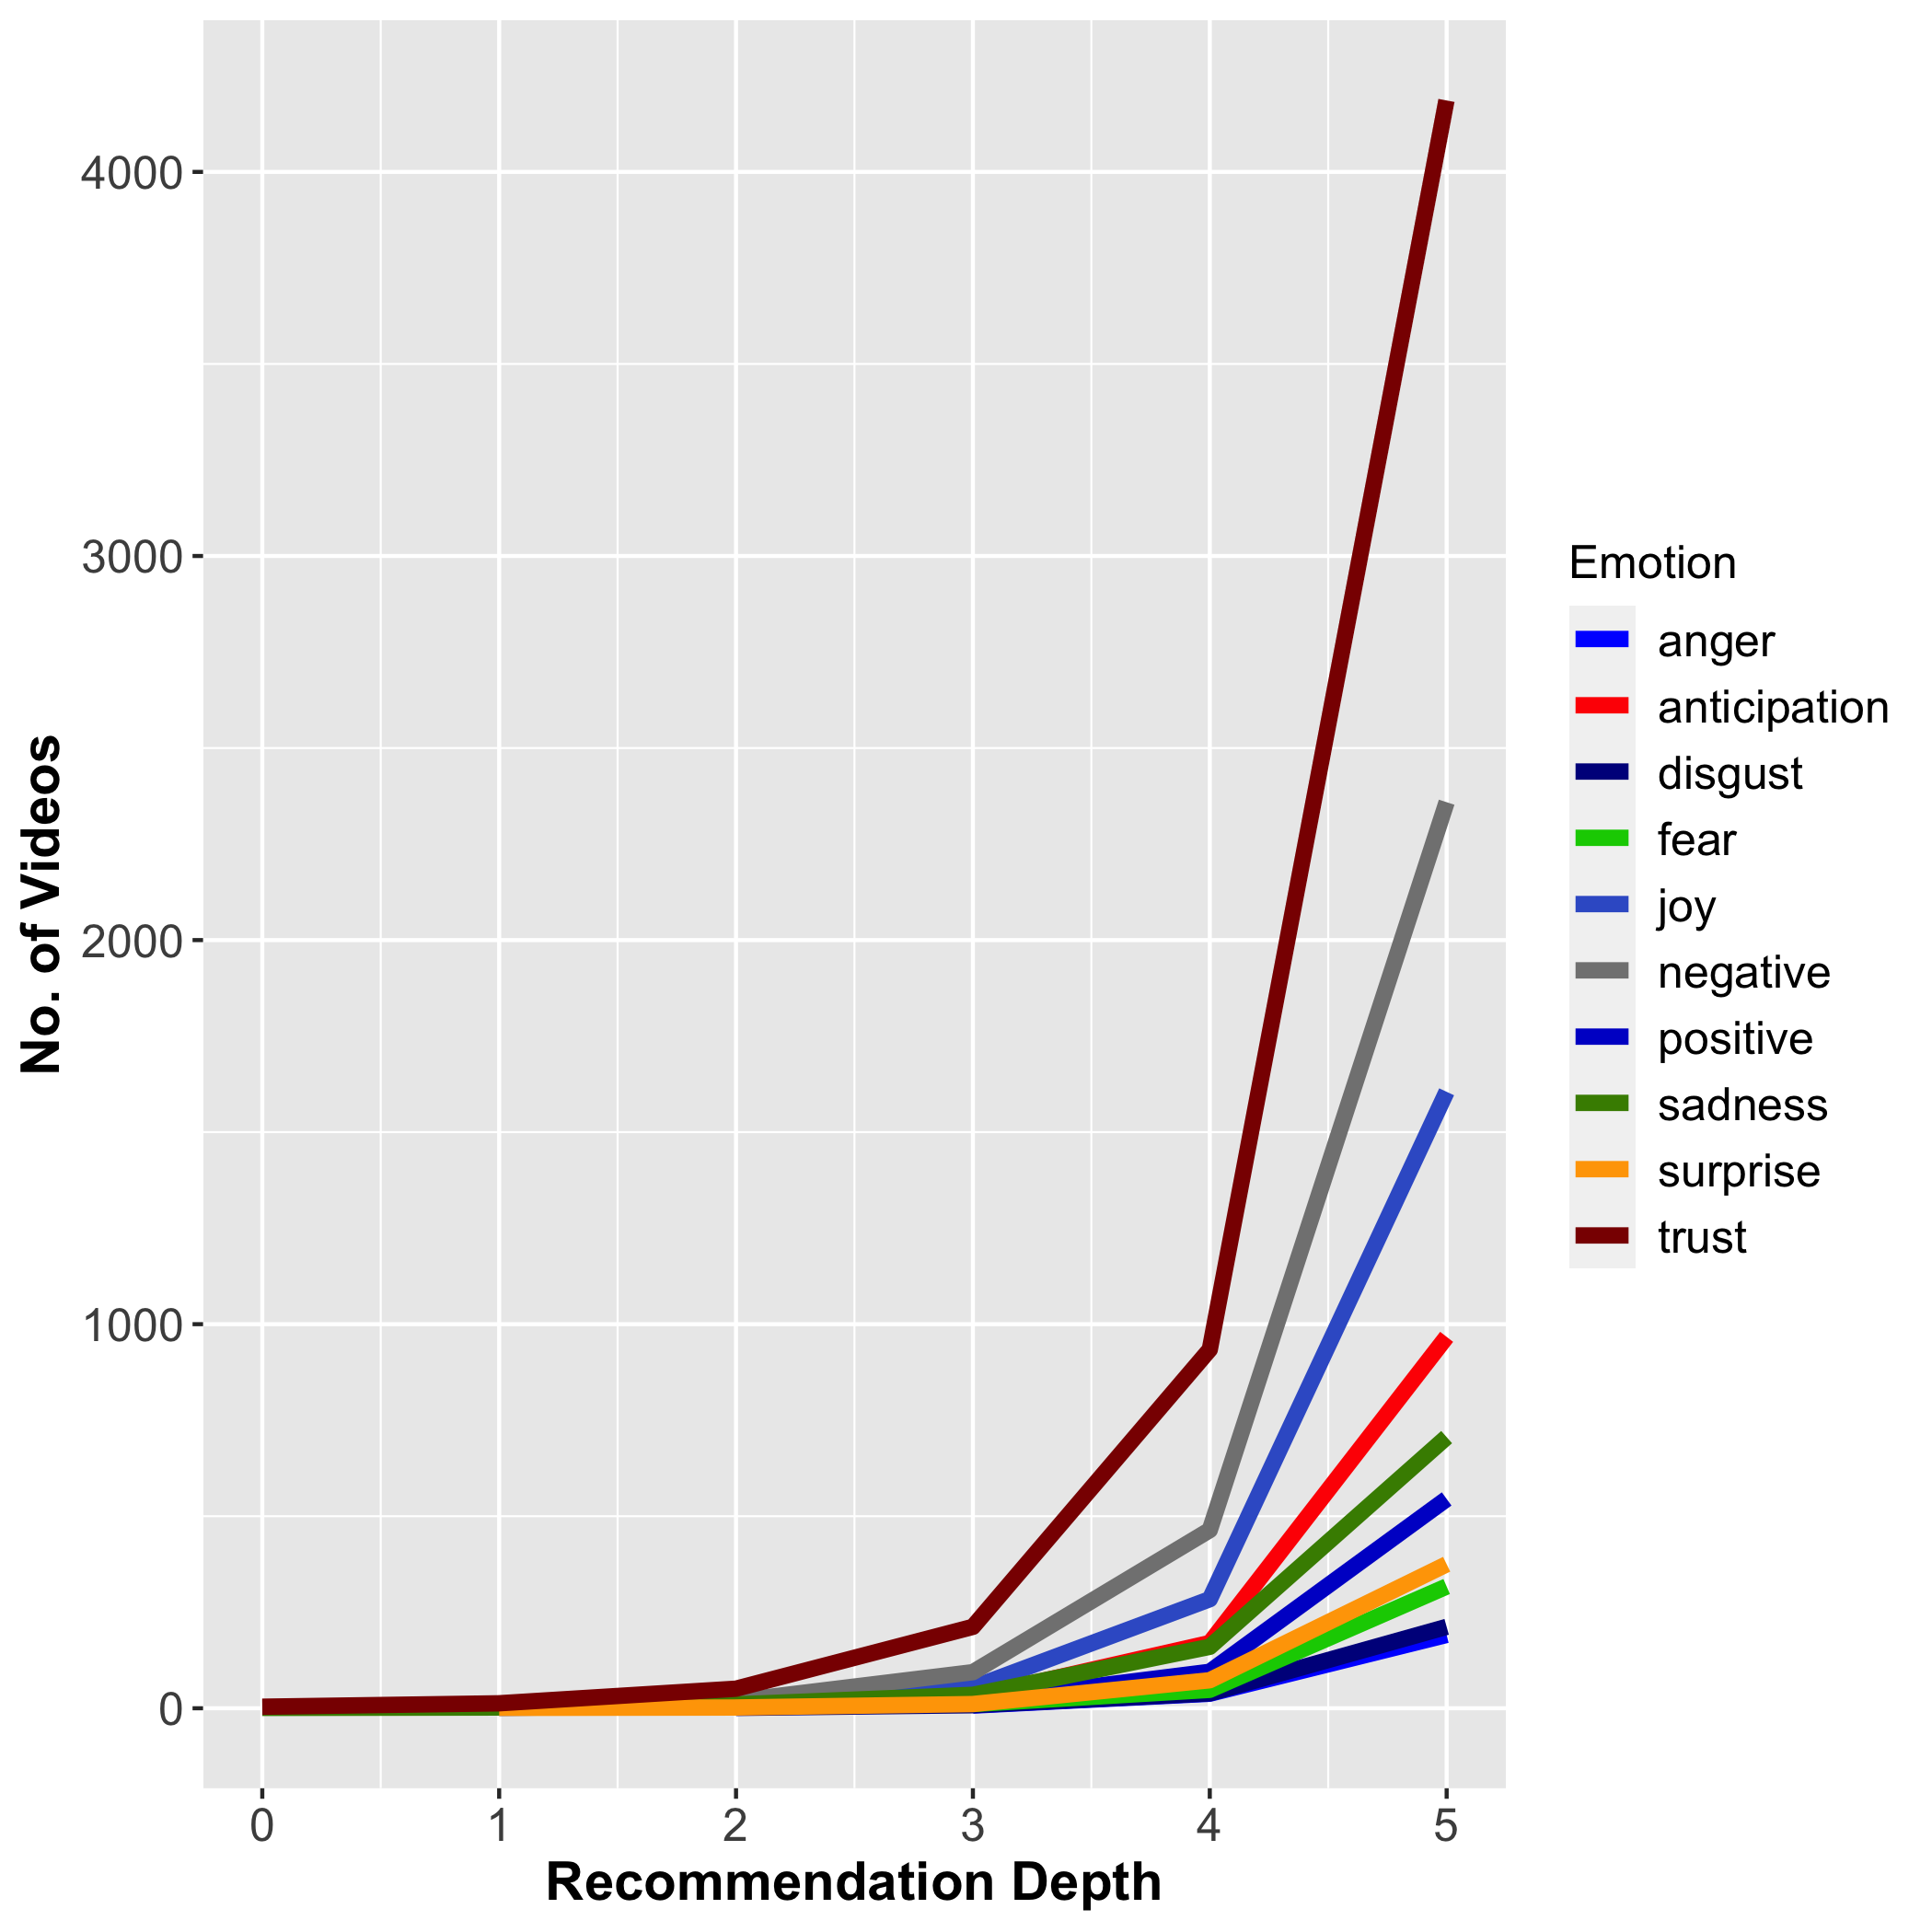 4000
3000
2000
1000
0
No. of Videos
0 1 2 3 4 5
Recommendation Depth
Emotion
anger
anticipation
disgust
fear
joy
negative
positive
sadness
surprise
trust